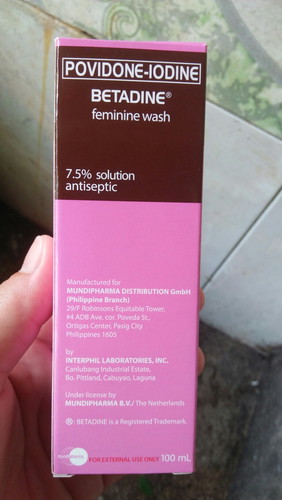 POVIDONE-IODINE
BETADINE®
feminine wash
7.5% solution
antiseptic
Manufactured for
MUNDIPHARMA DISTRIBUTION GmbH
(Philippine Branch)
29/F Robinsons Equitable Tower,
#4 ADB Ave. cor. Poveda St.,
Ortigas Center, Pasig City
Philippines 1605
by
INTERPHIL LABORATORIES, INC.
Canlubang Industrial Estate,
Bo. Pittland, Cabuyao, Laguna
Under license by
MUNDIPHARMA B.V./ The Netherlands
®: BETADINE is a Registered Trademark.
mundipharma
FOR EXTERNAL USE ONLY 100 mL